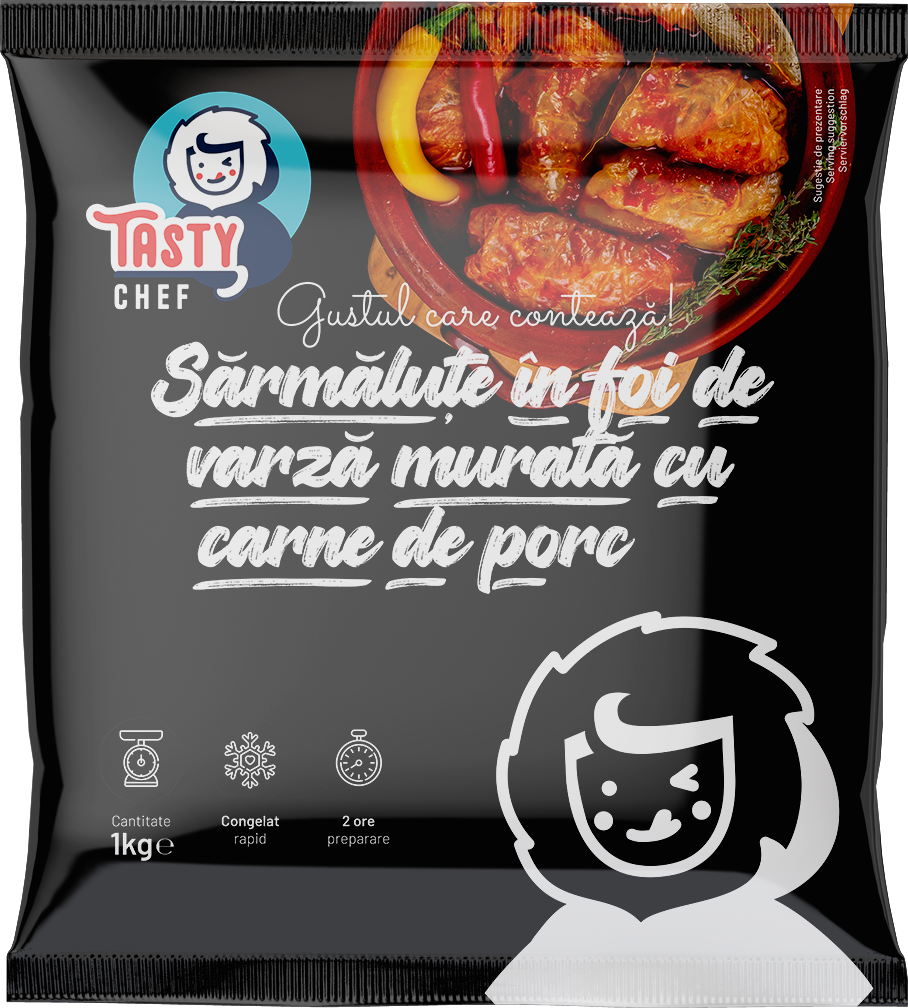 Sugestie de prezentare
Serving suggestion
Serviervorschlag
TASTY
CHEF
Gustul care contează!
Sărmăluțe în foi de
varză murată cu
carne de porc
Cantitate
1kg℮
Congelat
rapid
2 ore
preparare